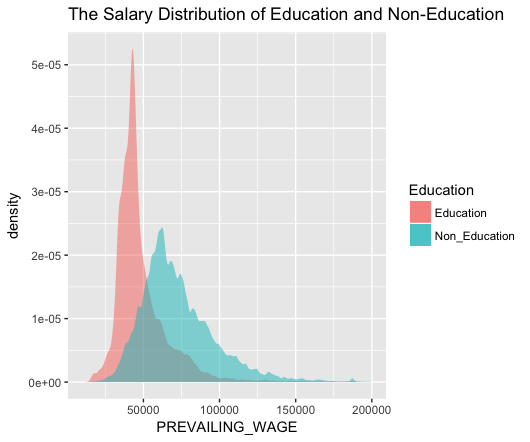 The Salary Distribution of Education and Non-Education
5e-05
4e-05
3e-05
2e-05
1e-05
0e+00
density
50000 100000 150000 200000
PREVAILING_WAGE
Education
Education
Non_Education